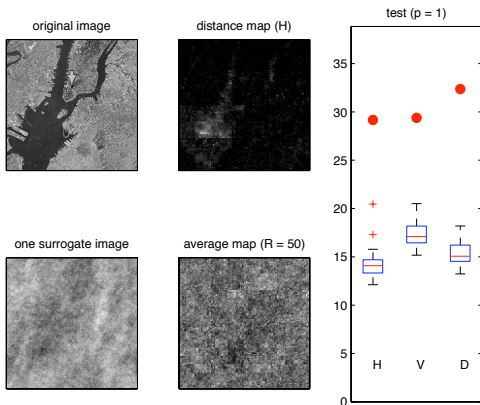 original image
distance map (H)
test (p = 1)
35
30
25
20
15
10
5
0
H V D
one surrogate image
average map (R = 50)